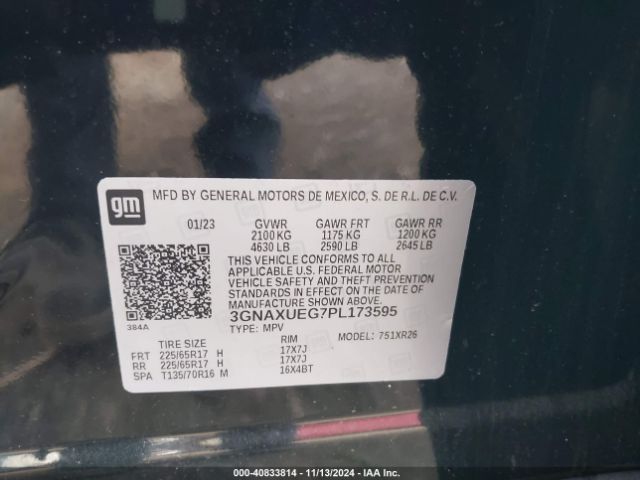 gm
MFD BY GENERAL MOTORS DE MEXICO, S. DE R.L. DE C.V.
01/23 GVWR GAWR FRT GAWR RR
2100 KG 1175 KG 1200 KG
4630 LB 2590 LB 2645 LB
THIS VEHICLE CONFORMS TO ALL
APPLICABLE U.S. FEDERAL MOTOR
VEHICLE SAFETY AND THEFT PREVENTION
STANDARDS IN EFFECT ON THE DATE OF
MANUFACTURE SHOWN ABOVE.
384A 3GNAXUEG7PL173595
TYPE: MPV MODEL: 751XR26
TIRE SIZE RIM
FRT 225/65R17 H 17X7J
RR 225/65R17 H 17X7J
SPA T135/70R16 M 16X4BT
000-40833814 - 11/13/2024 - IAA Inc.